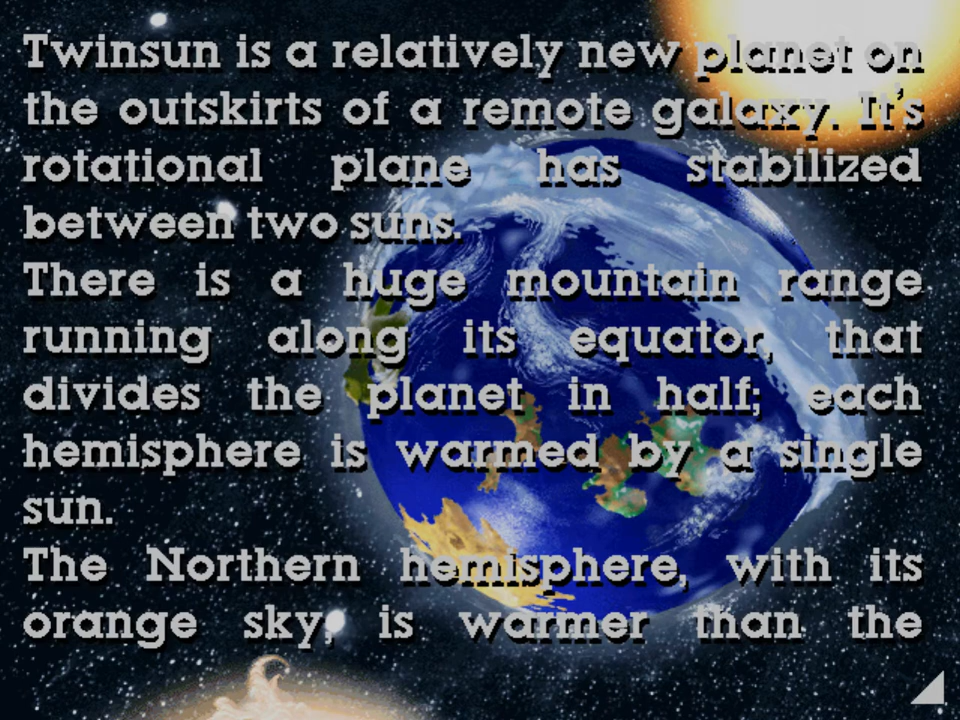 Twinsun is a relatively new planet on
the outskirts of a remote galaxy. It's
rotational plane has stabilized
between two suns.
There is a huge mountain range
running along its equator, that
divides the planet in half; each
hemisphere is warmed by a single
sun.
The Northern hemisphere, with its
orange sky, is warmer than the